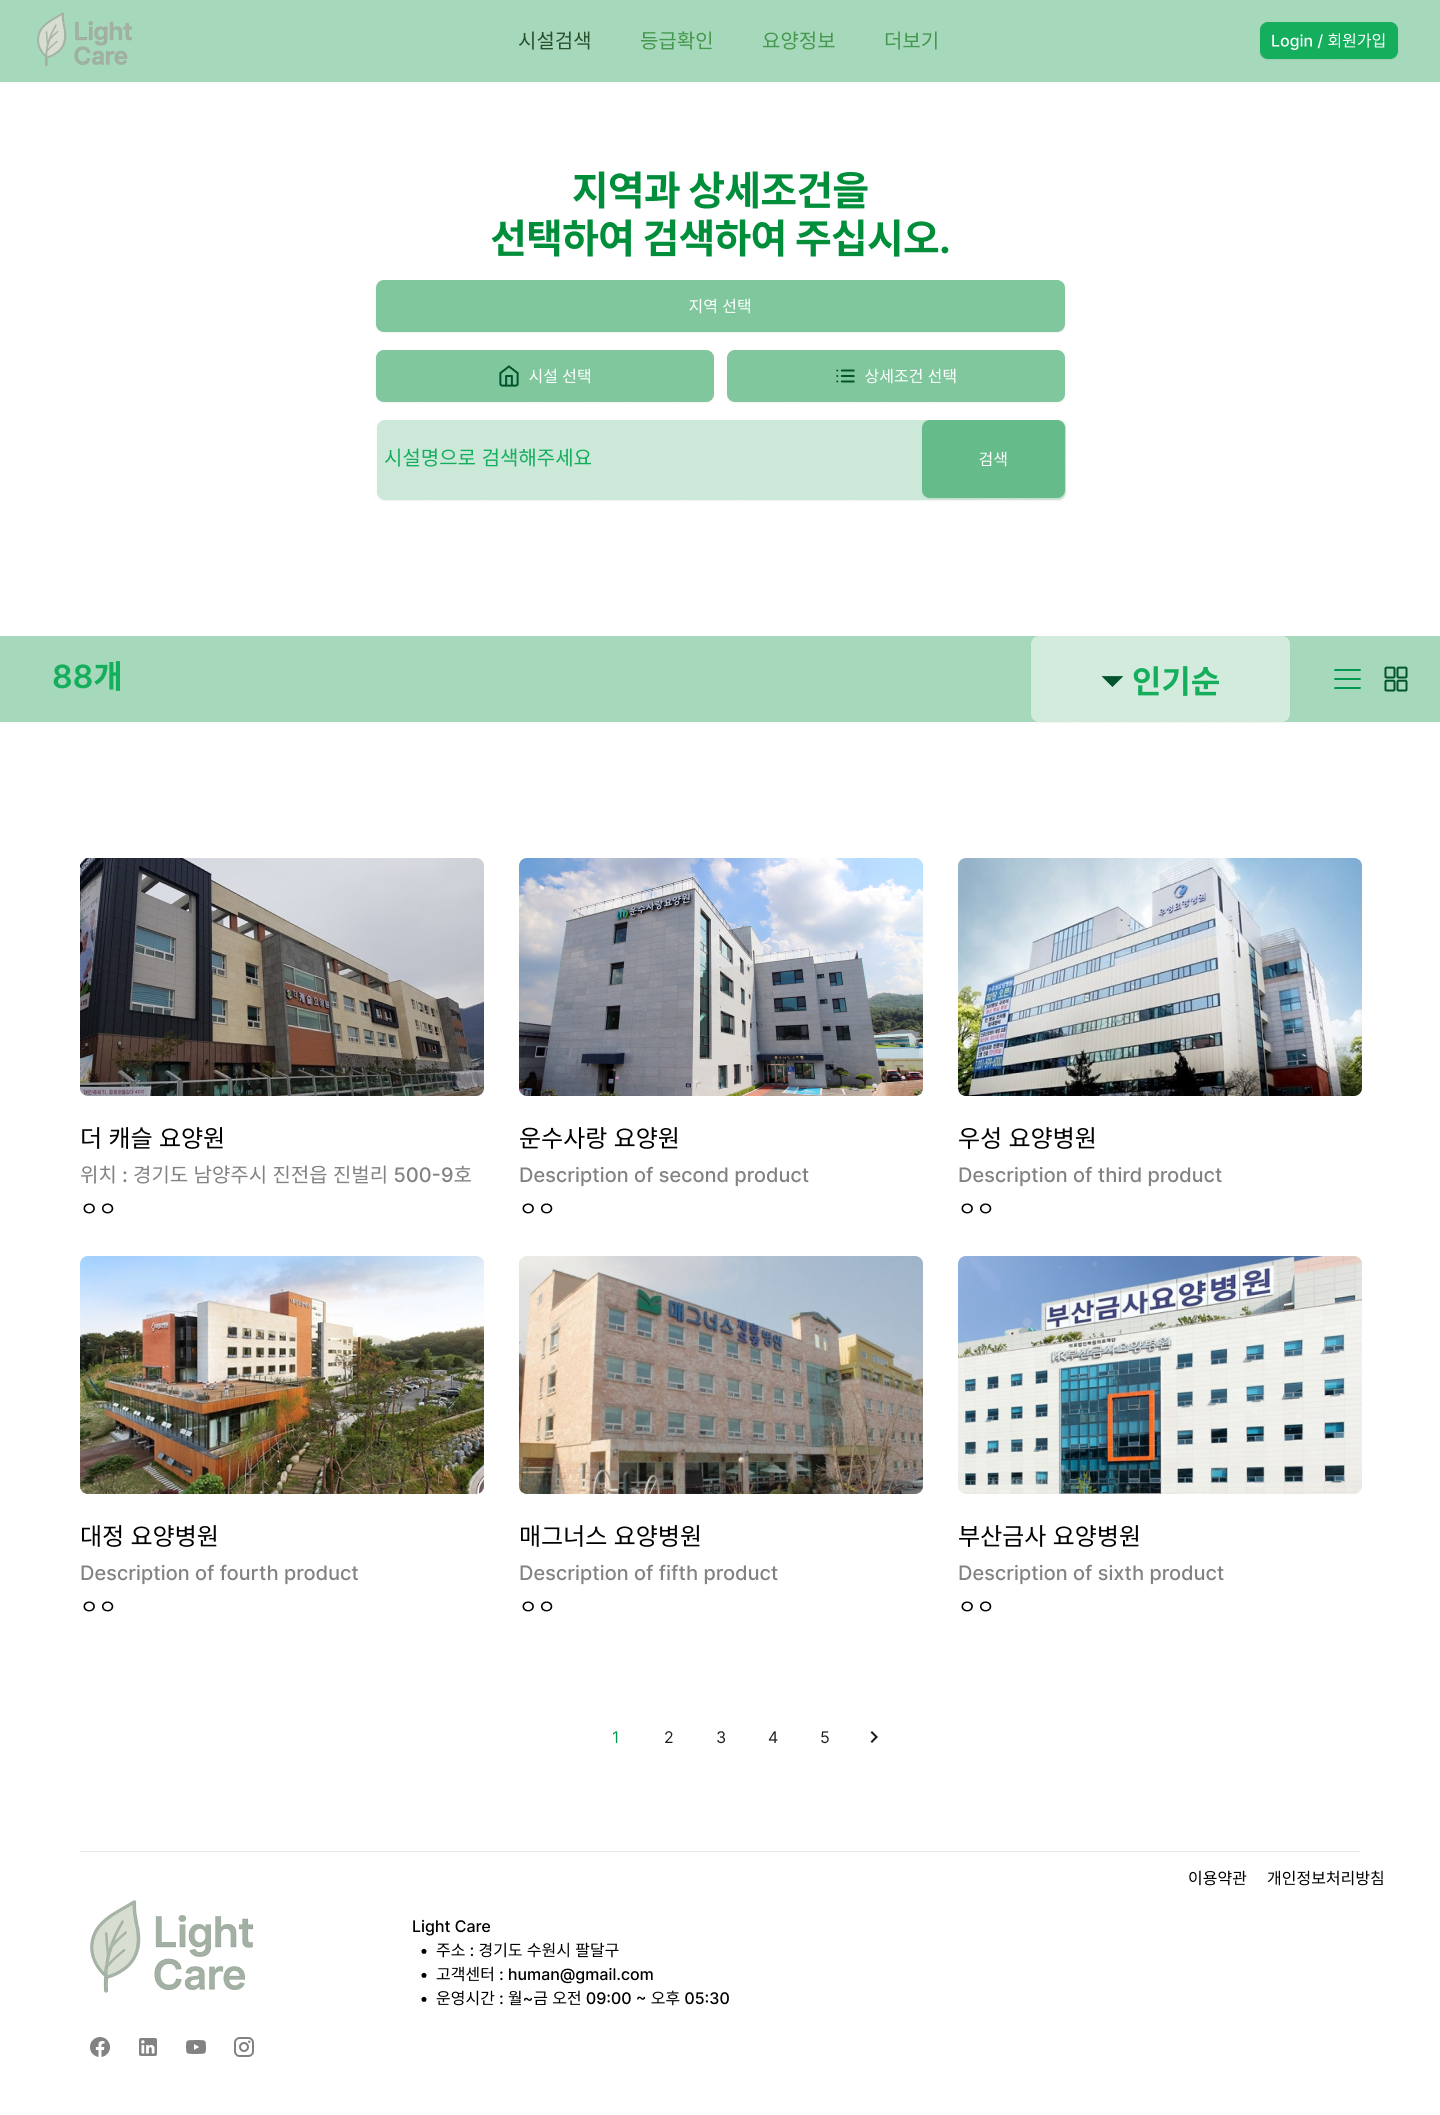 Light
Care
시설검색 등급확인 요양정보 더보기
Login / 회원가입
지역과 상세조건을
선택하여 검색하여 주십시오.
지역 선택
시설 선택
상세조건 선택
시설명으로 검색해주세요
검색
88개
인기순
더캐슬요양원
운수사랑요양원
우성요양병원
더 캐슬 요양원
위치 : 경기도 남양주시 진전읍 진벌리 500-9호
ㅇㅇ
운수사랑 요양원
Description of second product
ㅇㅇ
우성 요양병원
Description of third product
ㅇㅇ
매그너스
부산금사요양병원
부산금사요양병원
대정 요양병원
Description of fourth product
ㅇㅇ
매그너스 요양병원
Description of fifth product
ㅇㅇ
부산금사 요양병원
Description of sixth product
ㅇㅇ
1 2 3 4 5
이용약관 개인정보처리방침
Light
Care
Light Care
• 주소 : 경기도 수원시 팔달구
• 고객센터 : human@gmail.com
• 운영시간 : 월~금 오전 09:00 ~ 오후 05:30